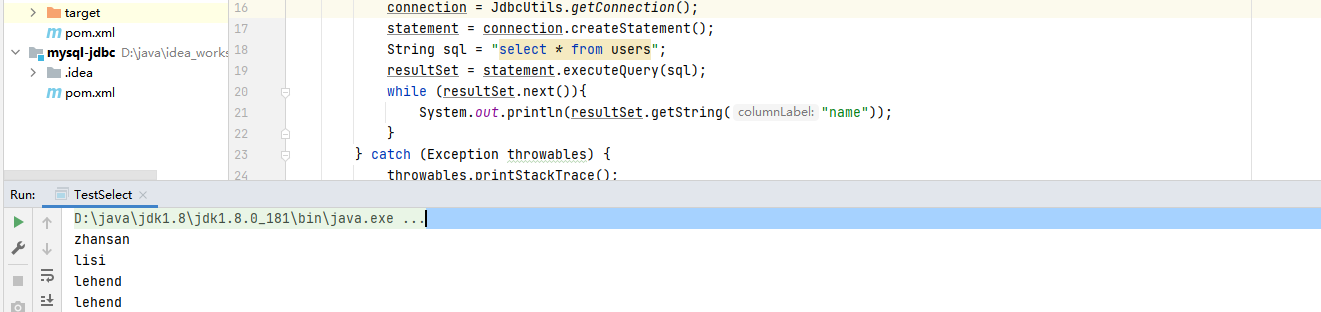 target
pom.xml
mysql-jdbc D:\java\idea_works
.idea
pom.xml
16 connection = JdbcUtils.getConnection();
17 statement = connection.createStatement();
18 String sql = "select * from users";
19 resultSet = statement.executeQuery(sql);
20 while (resultSet.next()){
21 System.out.println(resultSet.getString( columnLabel: "name"));
22 }
23 } catch (Exception throwables) {
24 throwables.printStackTrace();
Run: TestSelect
D:\java\jdk1.8\jdk1.8.0_181\bin\java.exe ...
zhansan
lisi
lehend
lehend